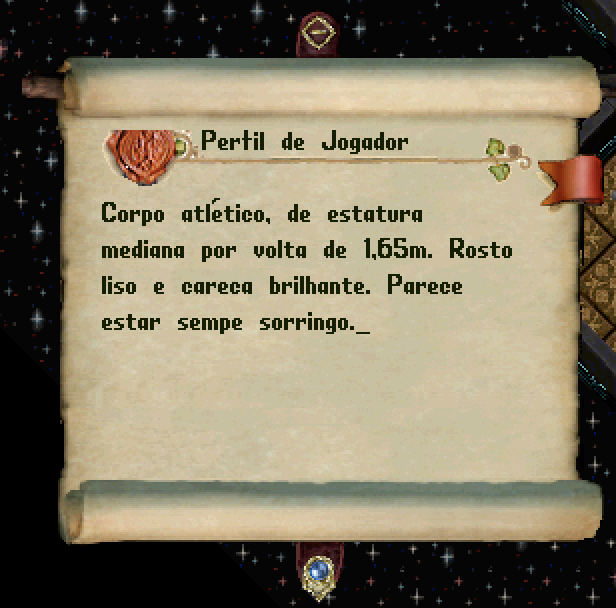 Perfil de Jogador
Corpo atlético, de estatura
mediana por volta de 1,65m. Rosto
liso e careca brilhante. Parece
estar sempe sorringo._